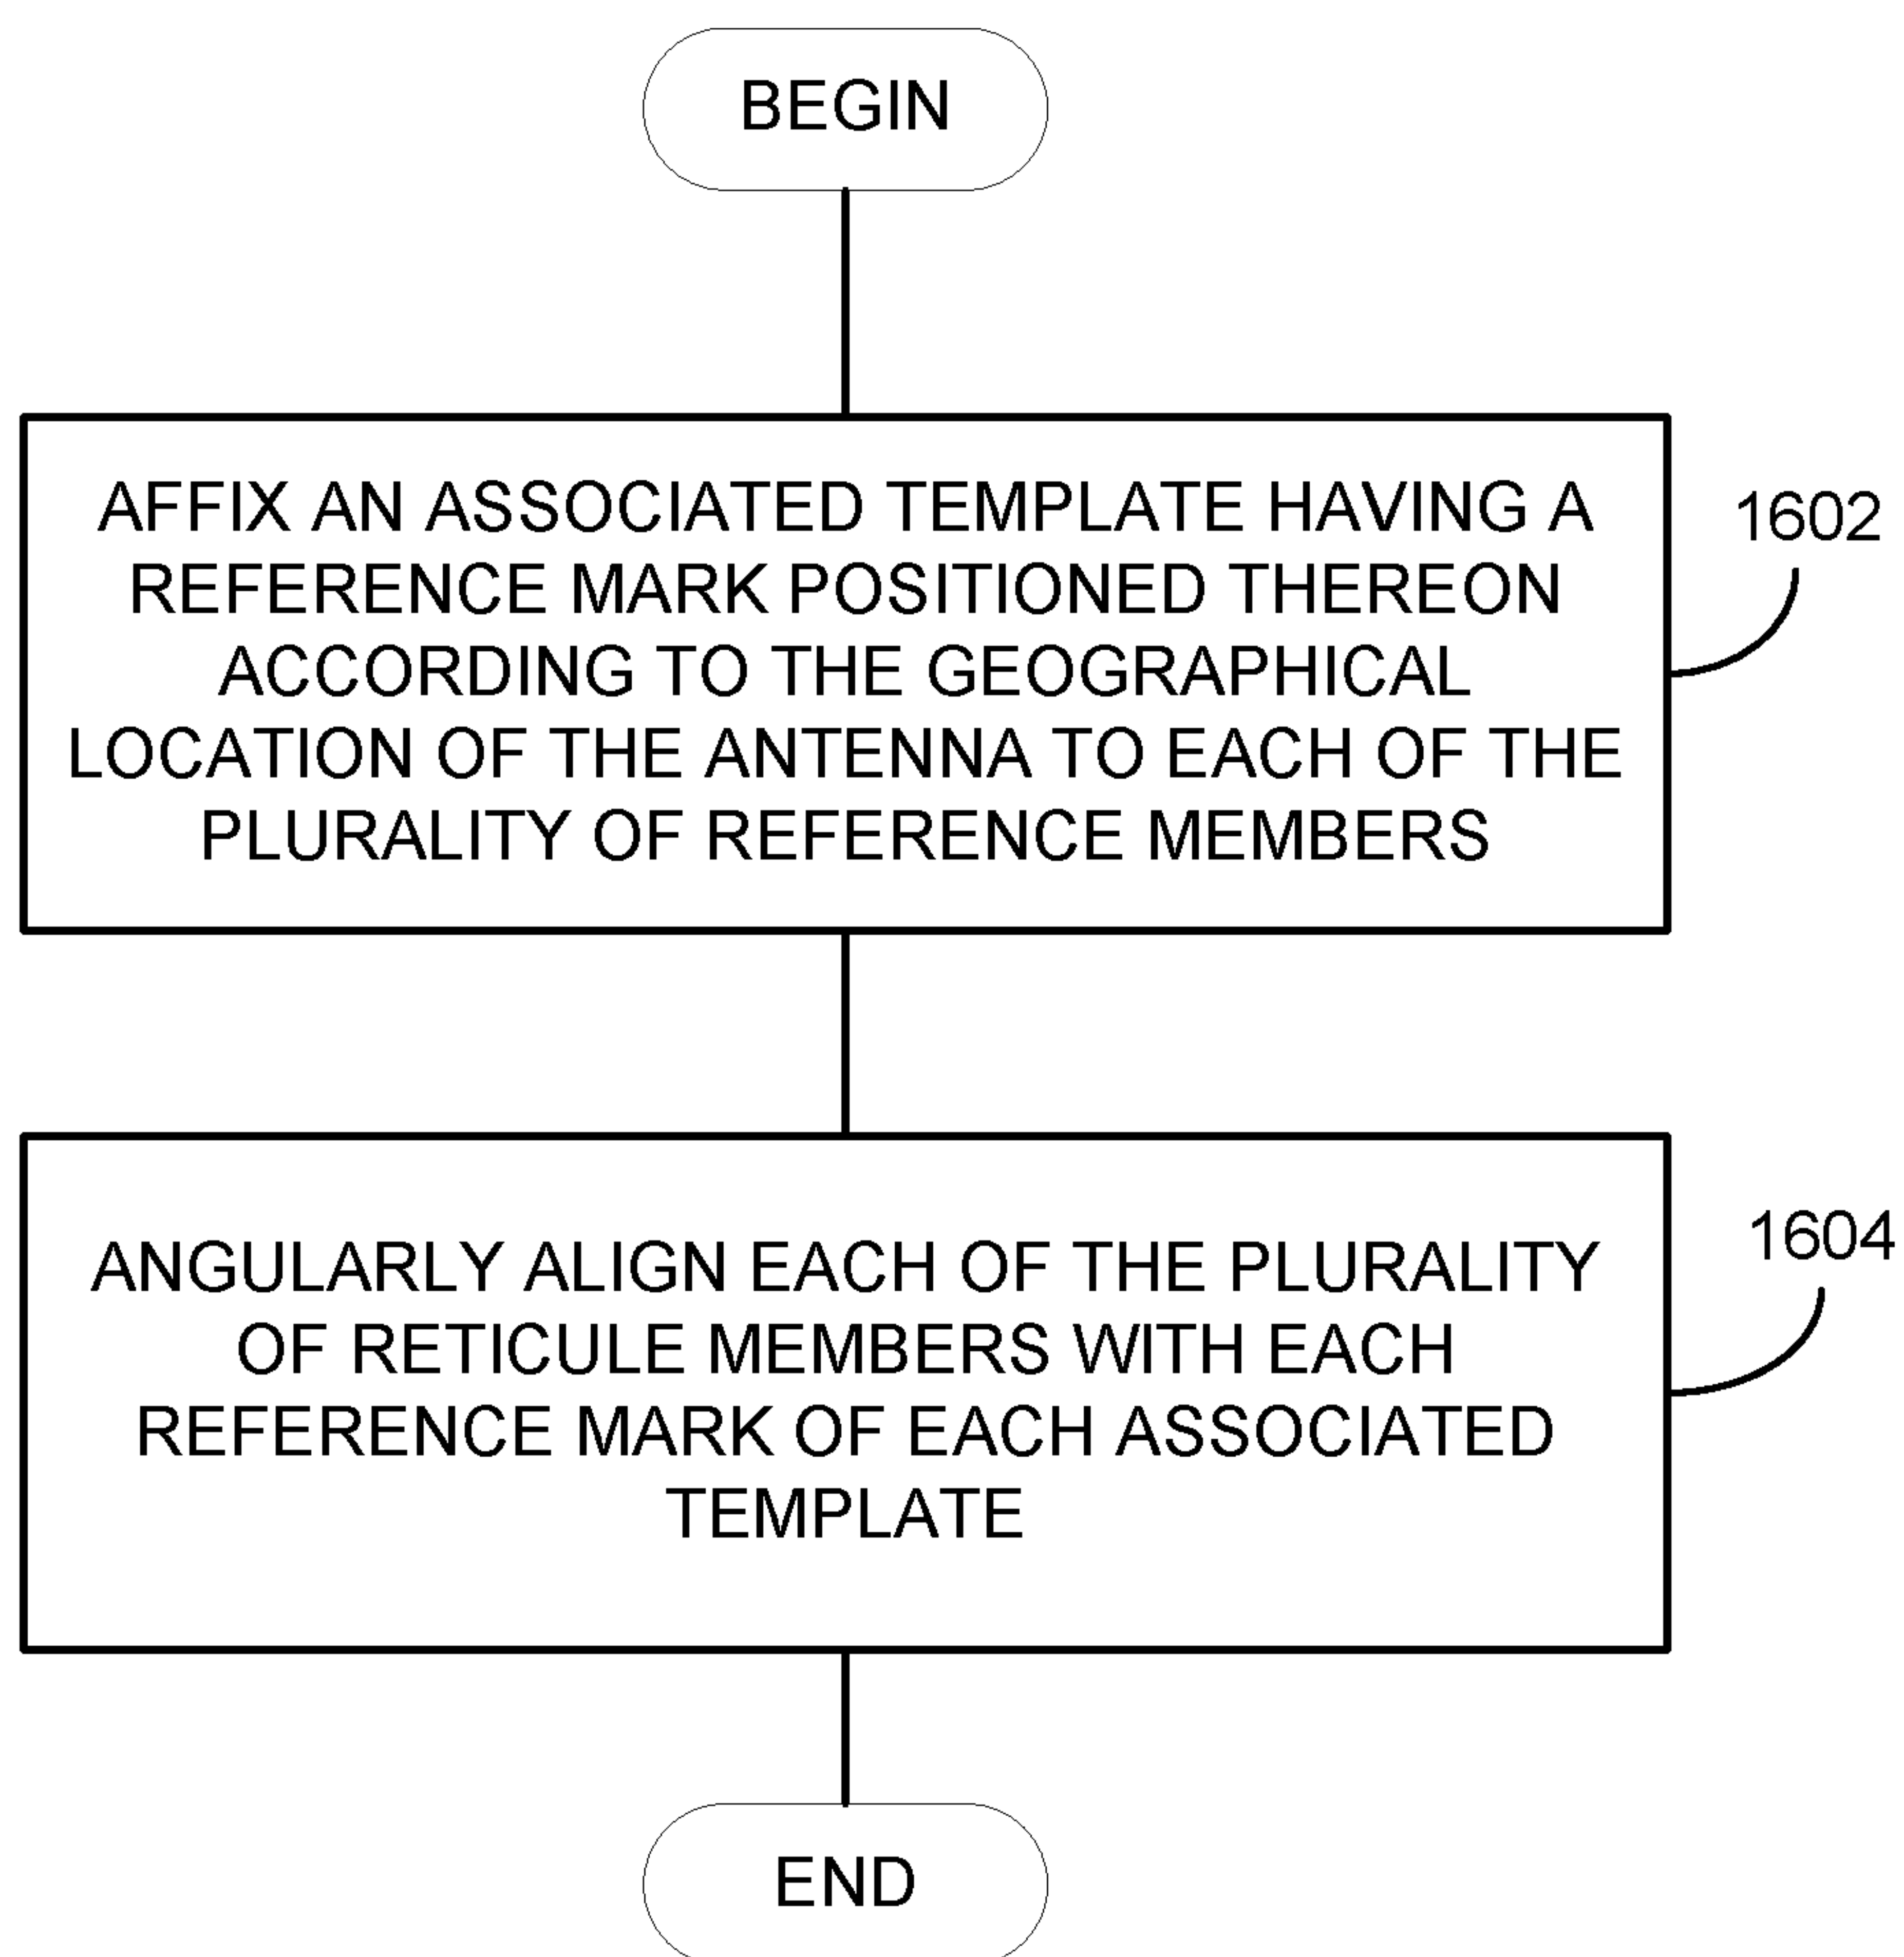 BEGIN
AFFIX AN ASSOCIATED TEMPLATE HAVING A
REFERENCE MARK POSITIONED THEREON
ACCORDING TO THE GEOGRAPHICAL
LOCATION OF THE ANTENNA TO EACH OF THE
PLURALITY OF REFERENCE MEMBERS
1602
ANGULARLY ALIGN EACH OF THE PLURALITY
OF RETICULE MEMBERS WITH EACH
REFERENCE MARK OF EACH ASSOCIATED
TEMPLATE
1604
END